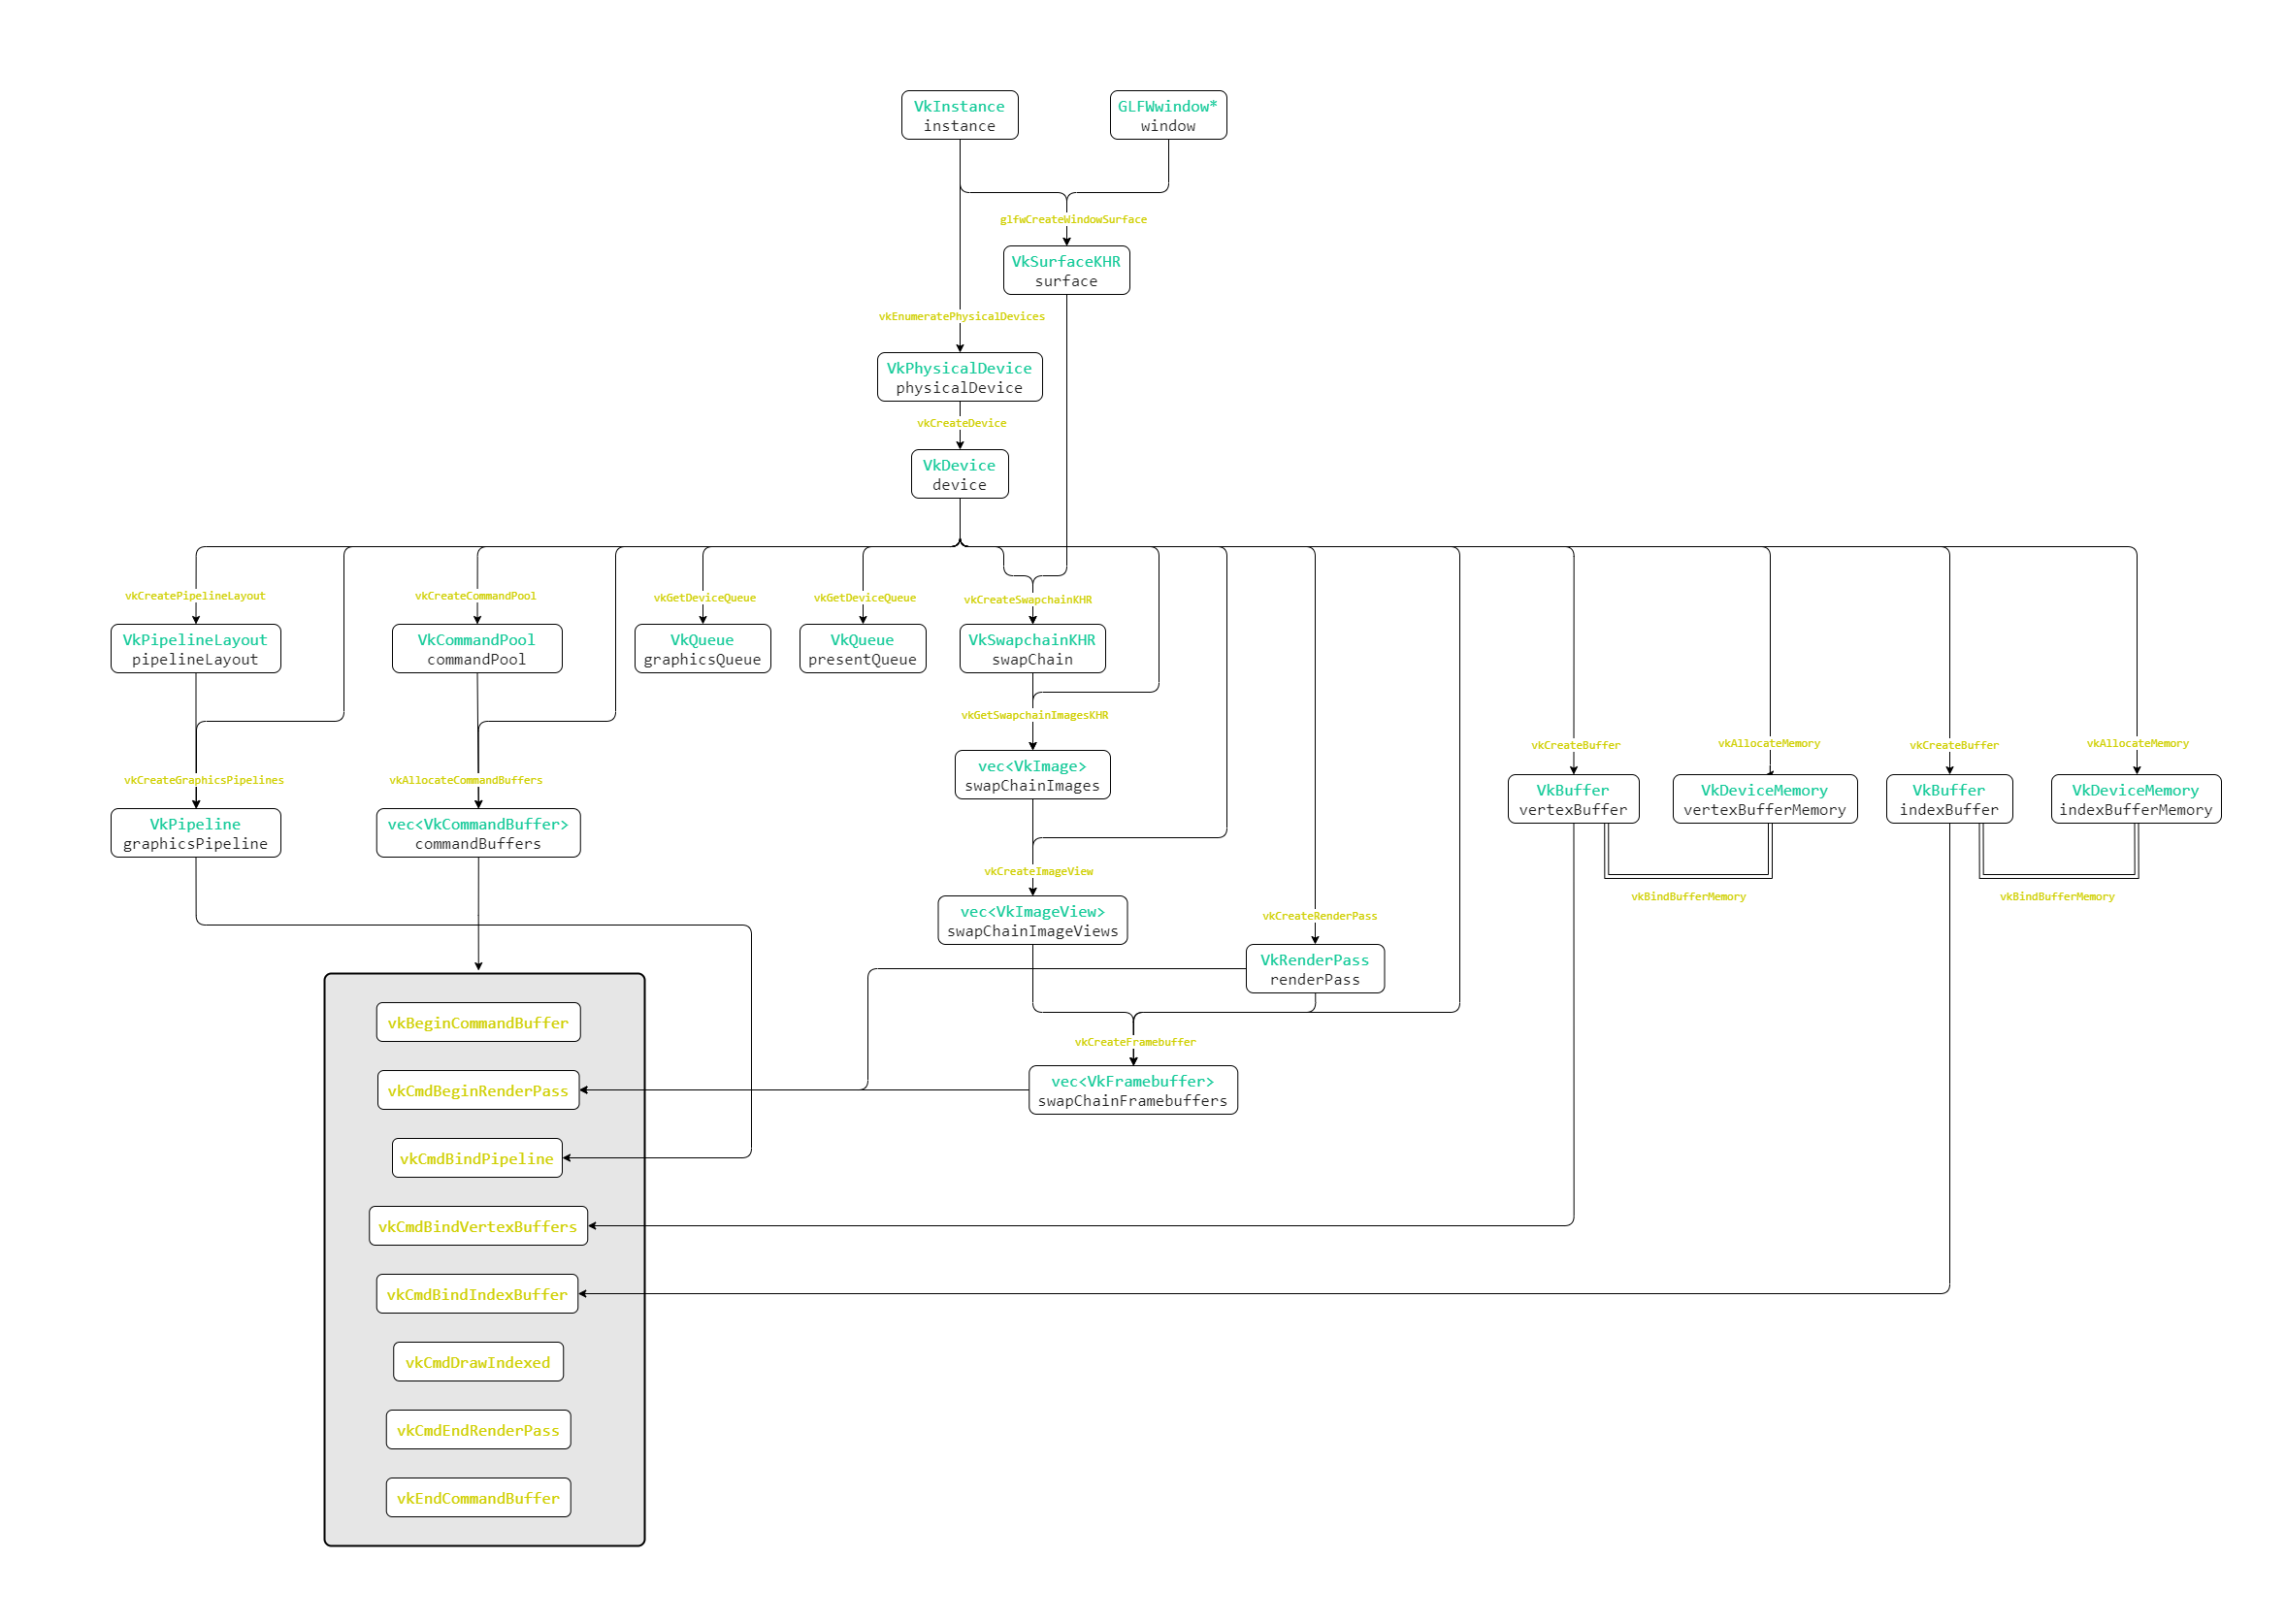 VkInstance
instance
GLFWwindow*
window
glfwCreateWindowSurface
VkSurfaceKHR
surface
vkEnumeratePhysicalDevices
VkPhysicalDevice
physicalDevice
vkCreateDevice
VkDevice
device
vkCreatePipelineLayout
vkCreateCommandPool
vkGetDeviceQueue
vkGetDeviceQueue
vkCreateSwapchainKHR
VkPipelineLayout
pipelineLayout
VkCommandPool
commandPool
VkQueue
graphicsQueue
VkQueue
presentQueue
VkSwapchainKHR
swapChain
vkGetSwapchainImagesKHR
vkCreateBuffer
vkAllocateMemory
vkCreateBuffer
vkAllocateMemory
vec<VkImage>
swapChainImages
vkCreateGraphicsPipelines
vkAllocateCommandBuffers
VkBuffer
vertexBuffer
VkDeviceMemory
vertexBufferMemory
VkBuffer
indexBuffer
VkDeviceMemory
indexBufferMemory
VkPipeline
graphicsPipeline
vec<VkCommandBuffer>
commandBuffers
vkCreateImageView
vkBindBufferMemory
vkBindBufferMemory
vec<VkImageView>
swapChainImageViews
vkCreateRenderPass
VkRenderPass
renderPass
vkCreateFramebuffer
vec<VkFramebuffer>
swapChainFramebuffers
vkBeginCommandBuffer
vkCmdBeginRenderPass
vkCmdBindPipeline
vkCmdBindVertexBuffers
vkCmdBindIndexBuffer
vkCmdDrawIndexed
vkCmdEndRenderPass
vkEndCommandBuffer